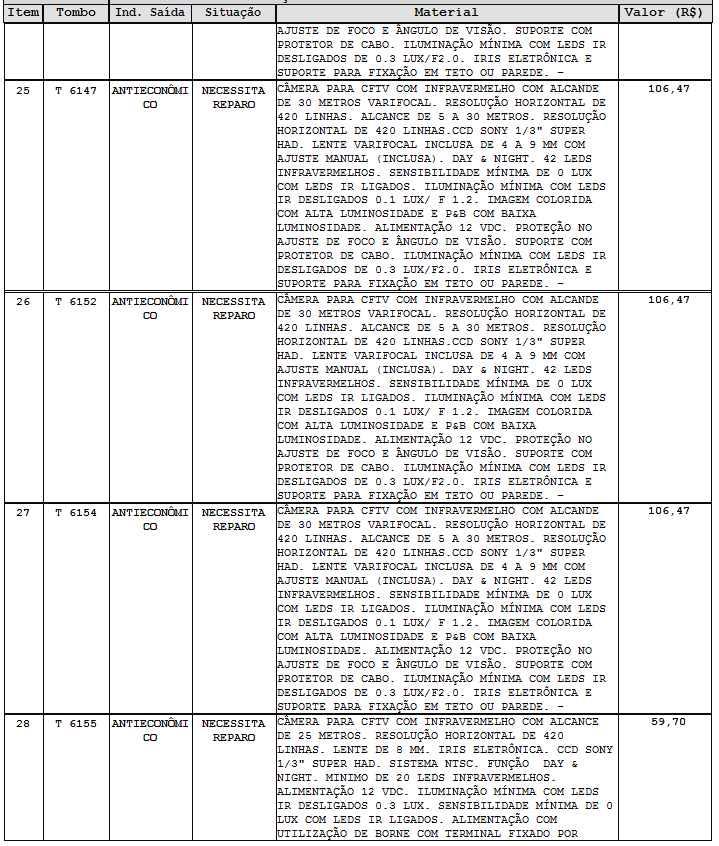 Item Tombo Ind. Saída Situação Material Valor (R$)
AJUSTE DE FOCO E ÂNGULO DE VISÃO. SUPORTE COM
PROTETOR DE CABO. ILUMINAÇÃO MÍNIMA COM LEDS IR
DESLIGADOS DE 0.3 LUX/F2.0. IRIS ELETRÔNICA E
SUPORTE PARA FIXAÇÃO EM TETO OU PAREDE. –
25 T 6147 ANTIECONÔMI NECESSITA CÂMERA PARA CFTV COM INFRAVERMELHO COM ALCANDE 106,47
CO REPARO DE 30 METROS VARIFOCAL. RESOLUÇÃO HORIZONTAL DE
420 LINHAS. ALCANCE DE 5 A 30 METROS. RESOLUÇÃO
HORIZONTAL DE 420 LINHAS.CCD SONY 1/3" SUPER
HAD. LENTE VARIFOCAL INCLUSA DE 4 A 9 MM COM
AJUSTE MANUAL (INCLUSA). DAY & NIGHT. 42 LEDS
INFRAVERMELHOS. SENSIBILIDADE MÍNIMA DE 0 LUX
COM LEDS IR LIGADOS. ILUMINAÇÃO MÍNIMA COM LEDS
IR DESLIGADOS 0.1 LUX/ F 1.2. IMAGEM COLORIDA
COM ALTA LUMINOSIDADE E P&B COM BAIXA
LUMINOSIDADE. ALIMENTAÇÃO 12 VDC. PROTEÇÃO NO
AJUSTE DE FOCO E ÂNGULO DE VISÃO. SUPORTE COM
PROTETOR DE CABO. ILUMINAÇÃO MÍNIMA COM LEDS IR
DESLIGADOS DE 0.3 LUX/F2.0. IRIS ELETRÔNICA E
SUPORTE PARA FIXAÇÃO EM TETO OU PAREDE. –
26 T 6152 ANTIECONÔMI NECESSITA CÂMERA PARA CFTV COM INFRAVERMELHO COM ALCANDE 106,47
CO REPARO DE 30 METROS VARIFOCAL. RESOLUÇÃO HORIZONTAL DE
420 LINHAS. ALCANCE DE 5 A 30 METROS. RESOLUÇÃO
HORIZONTAL DE 420 LINHAS.CCD SONY 1/3" SUPER
HAD. LENTE VARIFOCAL INCLUSA DE 4 A 9 MM COM
AJUSTE MANUAL (INCLUSA). DAY & NIGHT. 42 LEDS
INFRAVERMELHOS. SENSIBILIDADE MÍNIMA DE 0 LUX
COM LEDS IR LIGADOS. ILUMINAÇÃO MÍNIMA COM LEDS
IR DESLIGADOS 0.1 LUX/ F 1.2. IMAGEM COLORIDA
COM ALTA LUMINOSIDADE E P&B COM BAIXA
LUMINOSIDADE. ALIMENTAÇÃO 12 VDC. PROTEÇÃO NO
AJUSTE DE FOCO E ÂNGULO DE VISÃO. SUPORTE COM
PROTETOR DE CABO. ILUMINAÇÃO MÍNIMA COM LEDS IR
DESLIGADOS DE 0.3 LUX/F2.0. IRIS ELETRÔNICA E
SUPORTE PARA FIXAÇÃO EM TETO OU PAREDE. –
27 T 6154 ANTIECONÔMI NECESSITA CÂMERA PARA CFTV COM INFRAVERMELHO COM ALCANDE 106,47
CO REPARO DE 30 METROS VARIFOCAL. RESOLUÇÃO HORIZONTAL DE
420 LINHAS. ALCANCE DE 5 A 30 METROS. RESOLUÇÃO
HORIZONTAL DE 420 LINHAS.CCD SONY 1/3" SUPER
HAD. LENTE VARIFOCAL INCLUSA DE 4 A 9 MM COM
AJUSTE MANUAL (INCLUSA). DAY & NIGHT. 42 LEDS
INFRAVERMELHOS. SENSIBILIDADE MÍNIMA DE 0 LUX
COM LEDS IR LIGADOS. ILUMINAÇÃO MÍNIMA COM LEDS
IR DESLIGADOS 0.1 LUX/ F 1.2. IMAGEM COLORIDA
COM ALTA LUMINOSIDADE E P&B COM BAIXA
LUMINOSIDADE. ALIMENTAÇÃO 12 VDC. PROTEÇÃO NO
AJUSTE DE FOCO E ÂNGULO DE VISÃO. SUPORTE COM
PROTETOR DE CABO. ILUMINAÇÃO MÍNIMA COM LEDS IR
DESLIGADOS DE 0.3 LUX/F2.0. IRIS ELETRÔNICA E
SUPORTE PARA FIXAÇÃO EM TETO OU PAREDE. –
28 T 6155 ANTIECONÔMI NECESSITA CÂMERA PARA CFTV COM INFRAVERMELHO COM ALCANCE 59,70
CO REPARO DE 25 METROS. RESOLUÇÃO HORIZONTAL DE 420
LINHAS. LENTE DE 8 MM. IRIS ELETRÔNICA. CCD SONY
1/3" SUPER HAD. SISTEMA NTSC. FUNÇÃO DAY &
NIGHT. MINIMO DE 20 LEDS INFRAVERMELHOS.
ALIMENTAÇÃO 12 VDC. ILUMINAÇÃO MÍNIMA COM LEDS
IR DESLIGADOS 0.3 LUX. SENSIBILIDADE MÍNIMA DE 0
LUX COM LEDS IR LIGADOS. ALIMENTAÇÃO COM
UTILIZAÇÃO DE BORNE COM TERMINAL FIXADO POR